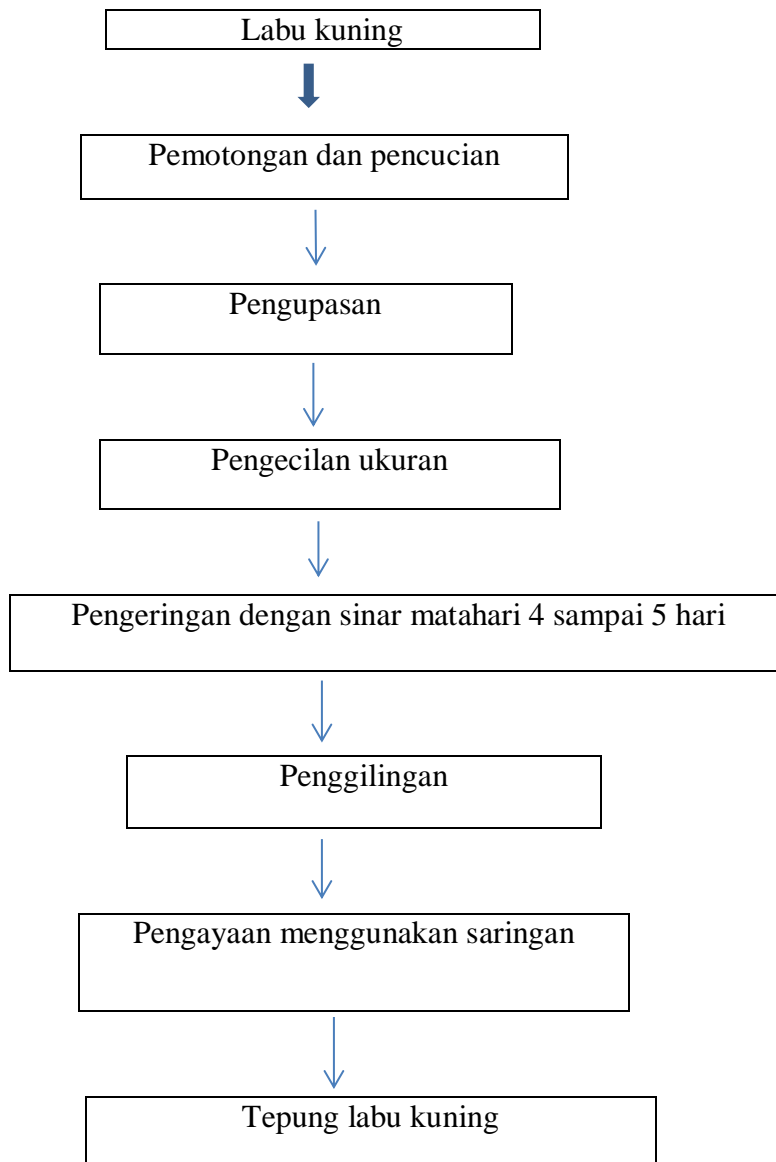 Labu kuning
Pemotongan dan pencucian
Pengupasan
Pengecilan ukuran
Pengeringan dengan sinar matahari 4 sampai 5 hari
Penggilingan
Pengayaan menggunakan saringan
Tepung labu kuning